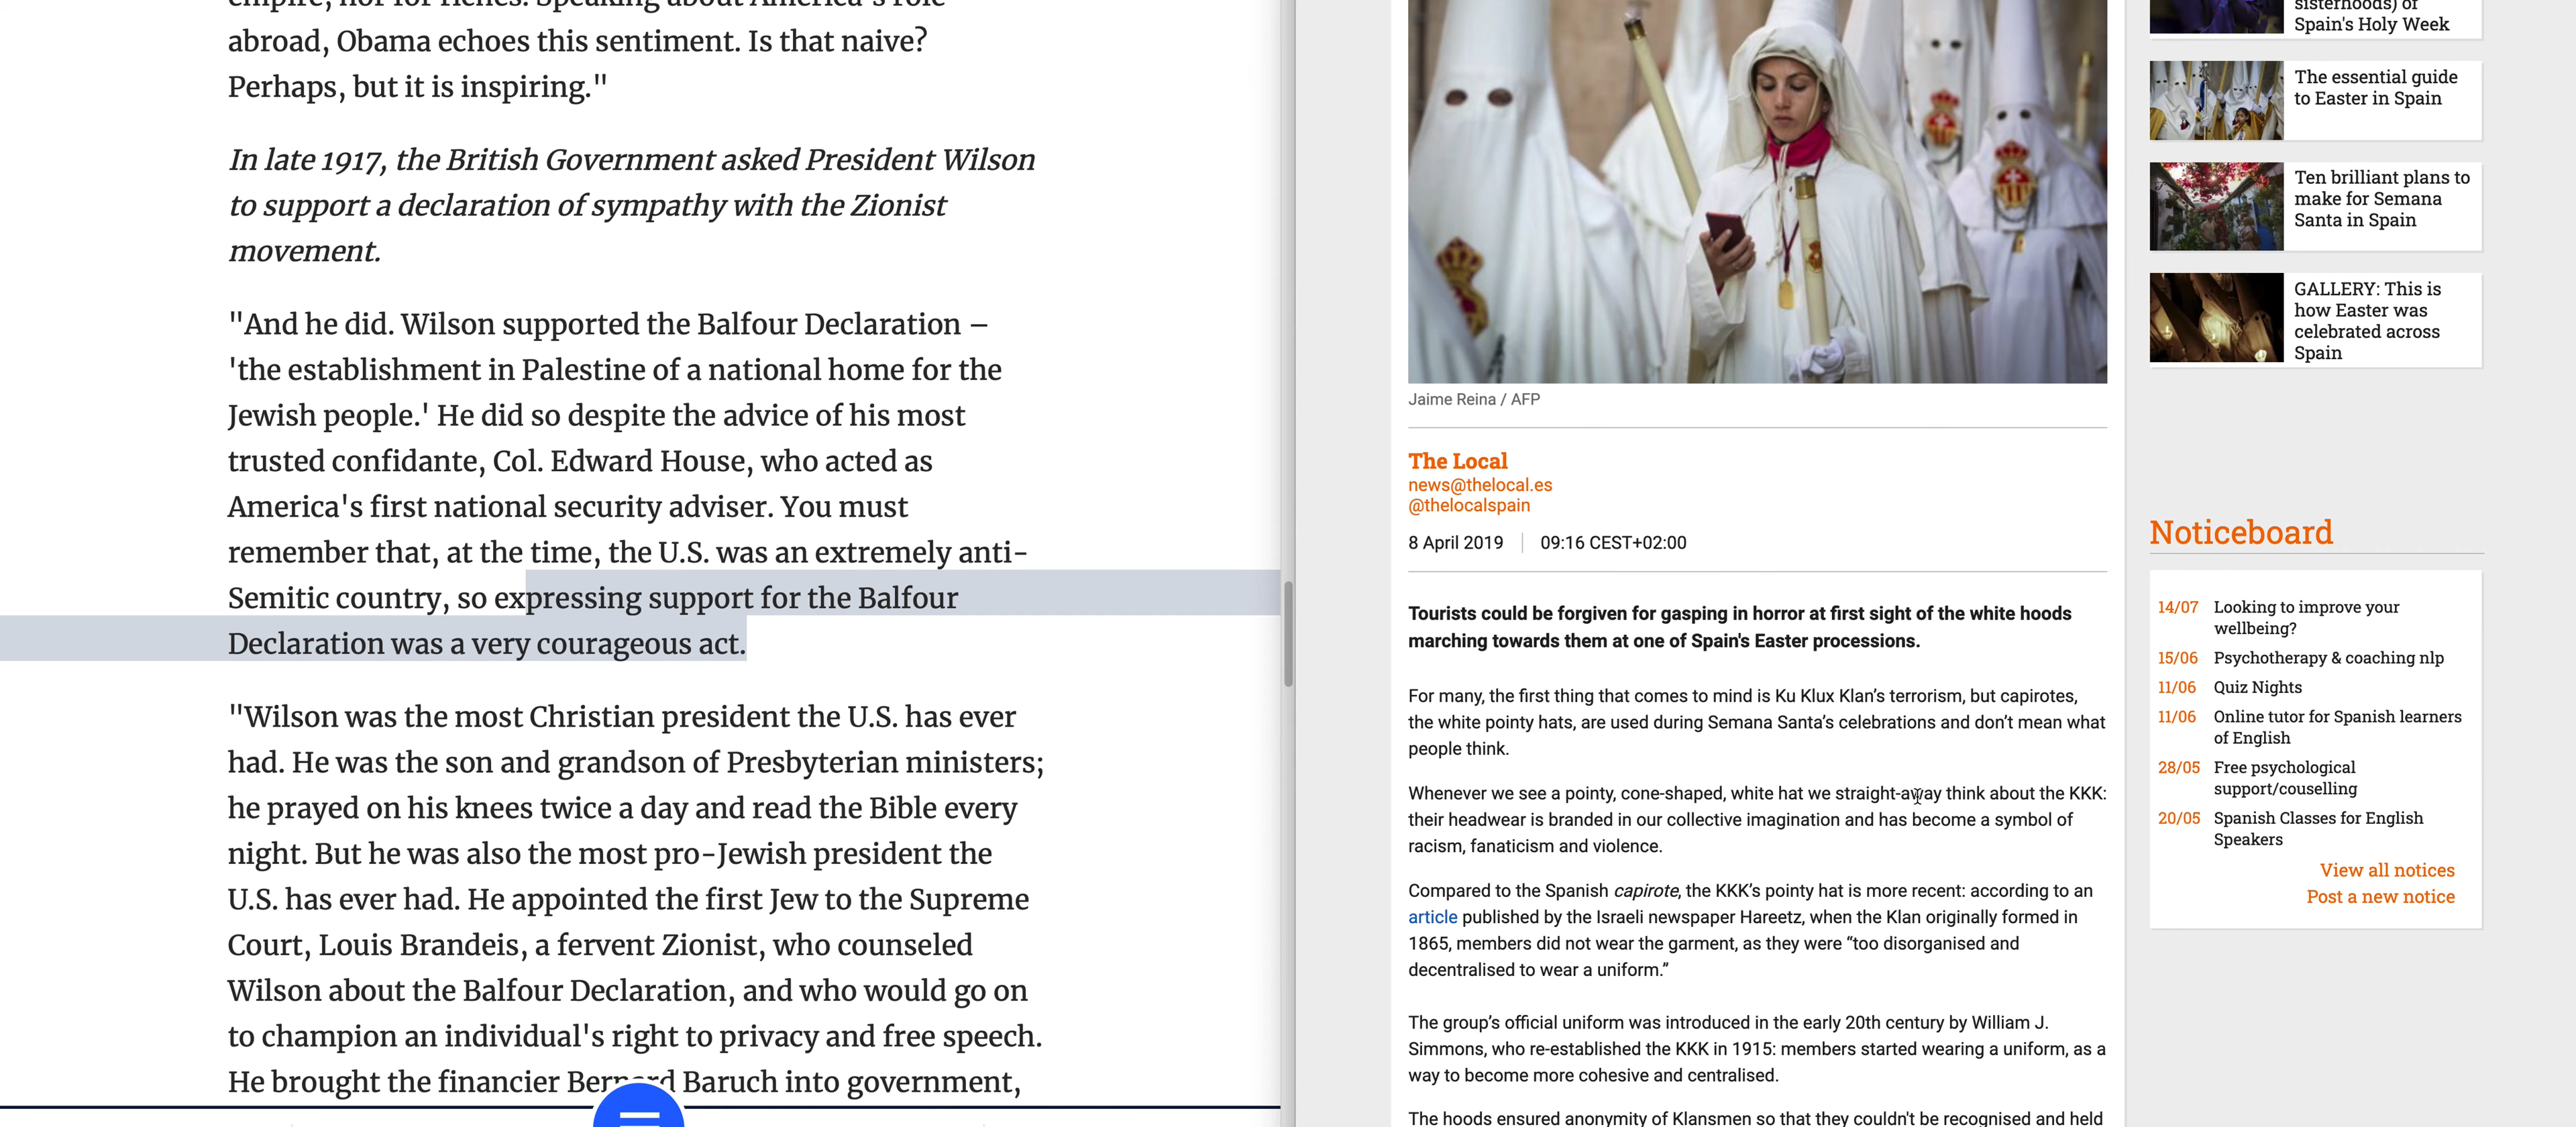 empire, nor for riches. Speaking about America's role
abroad, Obama echoes this sentiment. Is that naive?
Perhaps, but it is inspiring."
In late 1917, the British Government asked President Wilson
to support a declaration of sympathy with the Zionist
movement.
"And he did. Wilson supported the Balfour Declaration –
'the establishment in Palestine of a national home for the
Jewish people.' He did so despite the advice of his most
trusted confidante, Col. Edward House, who acted as
America's first national security adviser. You must
remember that, at the time, the U.S. was an extremely anti-
Semitic country, so expressing support for the Balfour
Declaration was a very courageous act.
"Wilson was the most Christian president the U.S. has ever
had. He was the son and grandson of Presbyterian ministers;
he prayed on his knees twice a day and read the Bible every
night. But he was also the most pro-Jewish president the
U.S. has ever had. He appointed the first Jew to the Supreme
Court, Louis Brandeis, a fervent Zionist, who counseled
Wilson about the Balfour Declaration, and who would go on
to champion an individual's right to privacy and free speech.
He brought the financier Bernard Baruch into government,
Jaime Reina / AFP
The Local
news@thelocal.es
@thelocalspain
8 April 2019
09:16 CEST+02:00
Tourists could be forgiven for gasping in horror at first sight of the white hoods
marching towards them at one of Spain's Easter processions.
For many, the first thing that comes to mind is Ku Klux Klan’s terrorism, but capirotes,
the white pointy hats, are used during Semana Santa’s celebrations and don’t mean what
people think.
Whenever we see a pointy, cone-shaped, white hat we straight-away think about the KKK:
their headwear is branded in our collective imagination and has become a symbol of
racism, fanaticism and violence.
Compared to the Spanish capirote, the KKK’s pointy hat is more recent: according to an
article published by the Israeli newspaper Hareetz, when the Klan originally formed in
1865, members did not wear the garment, as they were “too disorganised and
decentralised to wear a uniform.”
The group’s official uniform was introduced in the early 20th century by William J.
Simmons, who re-established the KKK in 1915: members started wearing a uniform, as a
way to become more cohesive and centralised.
The hoods ensured anonymity of Klansmen so that they couldn't be recognised and held
sisterhoods) of
Spain's Holy Week
The essential guide
to Easter in Spain
Ten brilliant plans to
make for Semana
Santa in Spain
GALLERY: This is
how Easter was
celebrated across
Spain
Noticeboard
14/07 Looking to improve your
wellbeing?
15/06 Psychotherapy & coaching nlp
11/06 Quiz Nights
11/06 Online tutor for Spanish learners
of English
28/05 Free psychological
support/couselling
20/05 Spanish Classes for English
Speakers
View all notices
Post a new notice